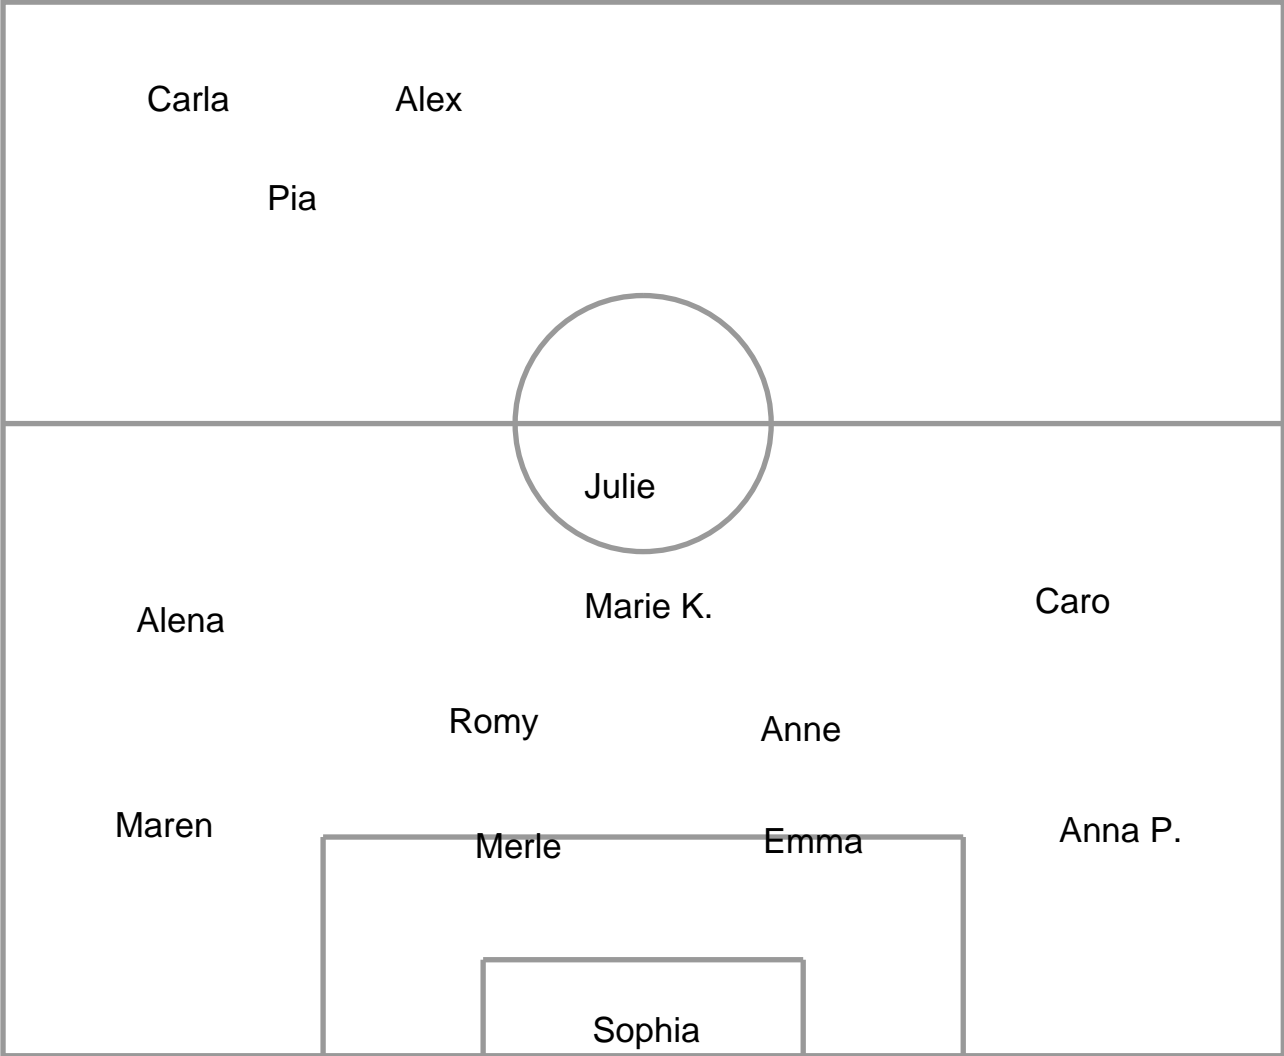 Carla Alex
Pia
Julie
Alena Marie K. Caro
Romy Anne
Maren Merle Emma Anna P.
Sophia